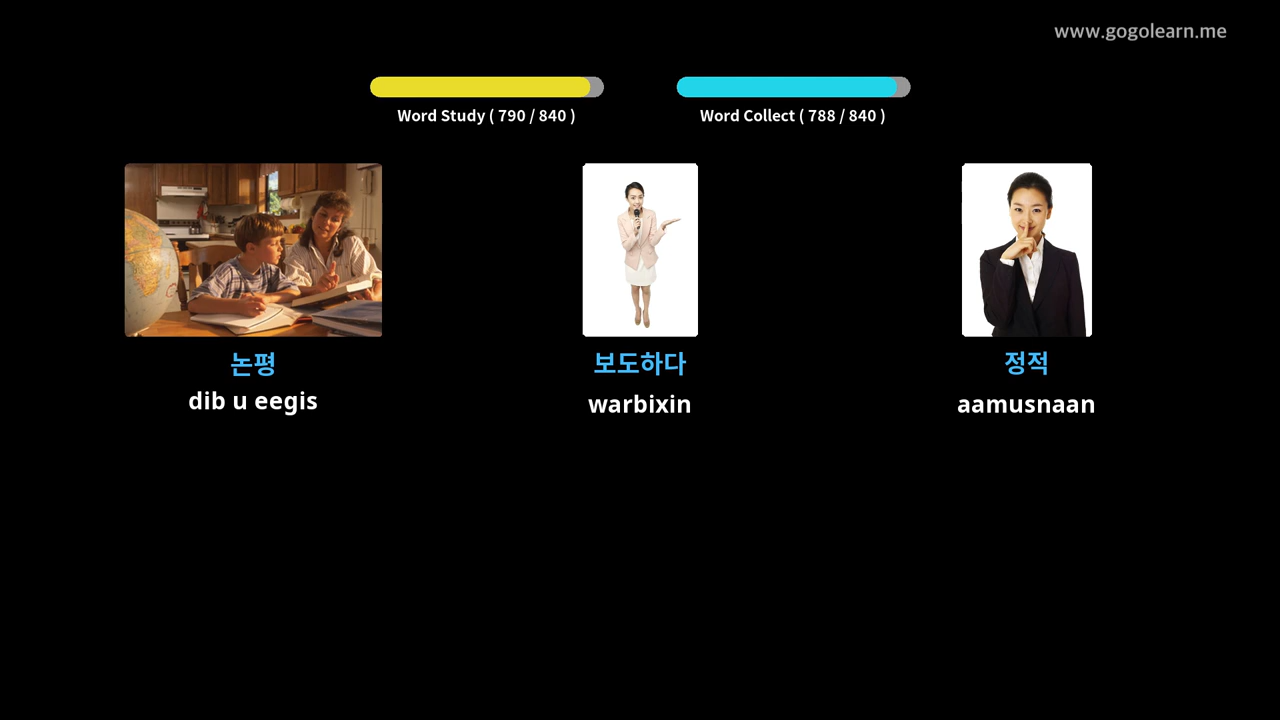 www.gogolearn.me
Word Study ( 790 / 840 )
Word Collect ( 788 / 840 )
논평
보도하다
정적
dib u eegis
warbixin
aamusnaan